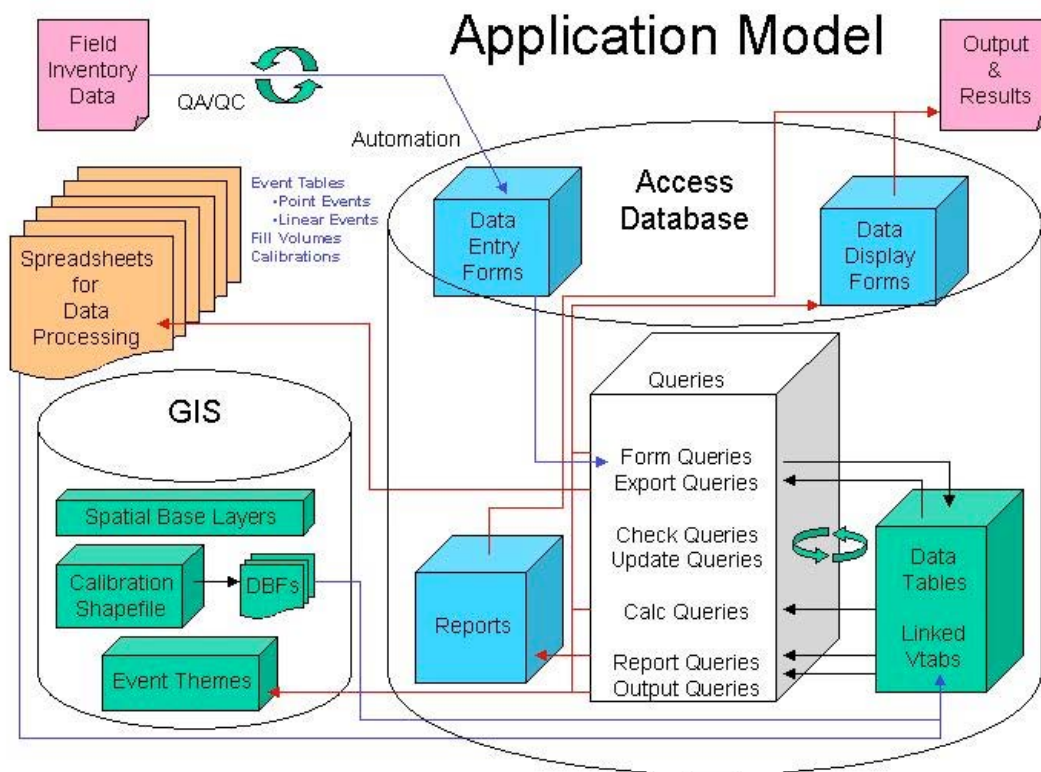 Application Model
Field
Inventory
Data
QA/QC
Automation
Output
&
Results
Event Tables
•Point Events
•Linear Events
Fill Volumes
Calibrations
Spreadsheets
for
Data
Processing
Access
Database
Data
Entry
Forms
Data
Display
Forms
GIS
Spatial Base Layers
Calibration
Shapefile
DBFs
Event Themes
Reports
Queries
Form Queries
Export Queries
Check Queries
Update Queries
Calc Queries
Report Queries
Output Queries
Data
Tables
Linked
Vtabs